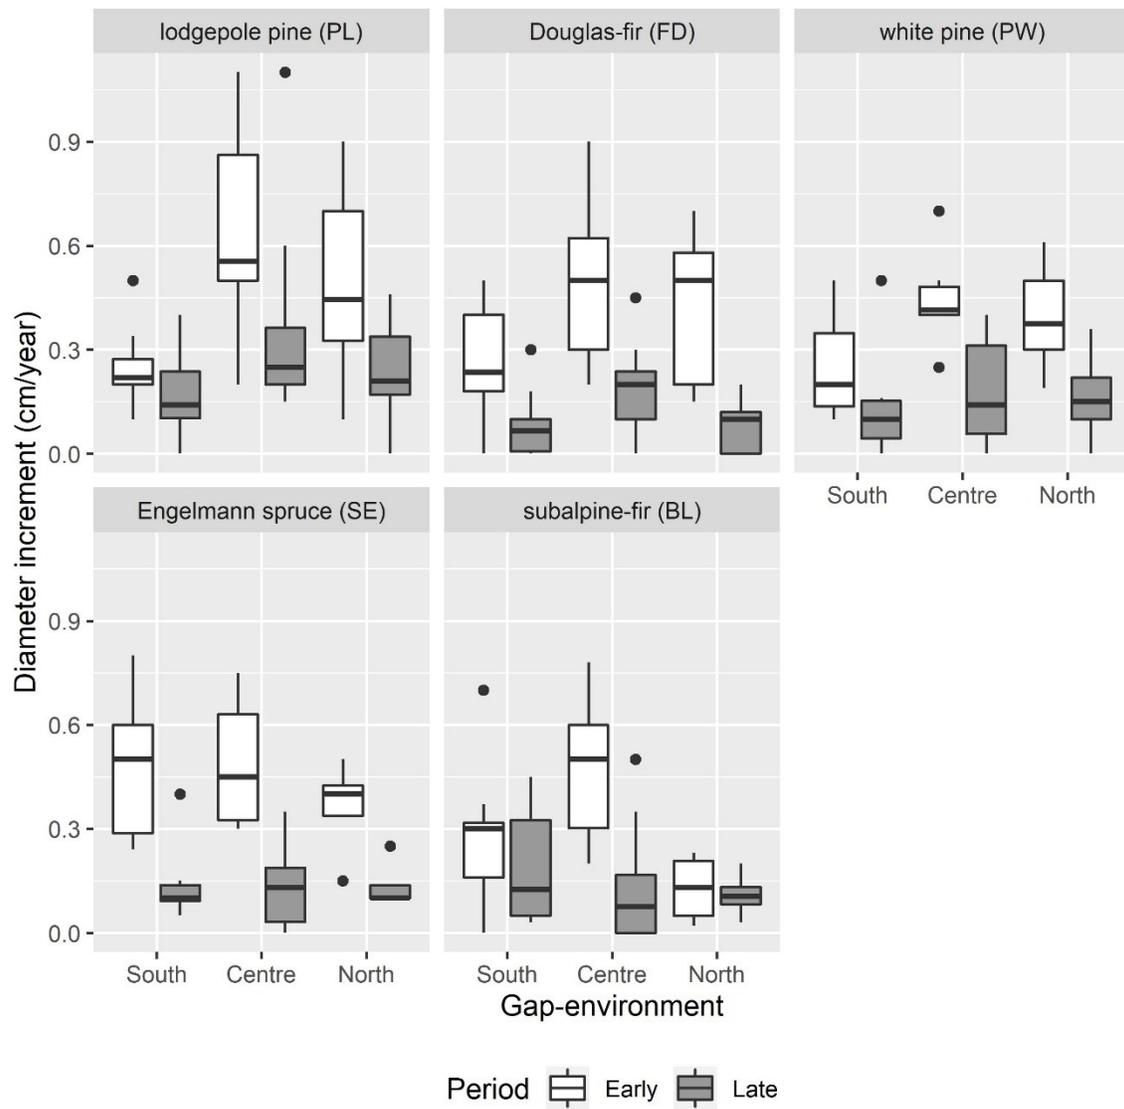 lodgepole pine (PL)
Douglas-fir (FD)
white pine (PW)
0.9
0.6
0.3
0.0
South Centre North
Engelmann spruce (SE)
subalpine-fir (BL)
Diameter increment (cm/year)
0.9
0.6
0.3
0.0
South Centre North
South Centre North
Gap-environment
Period Early Late